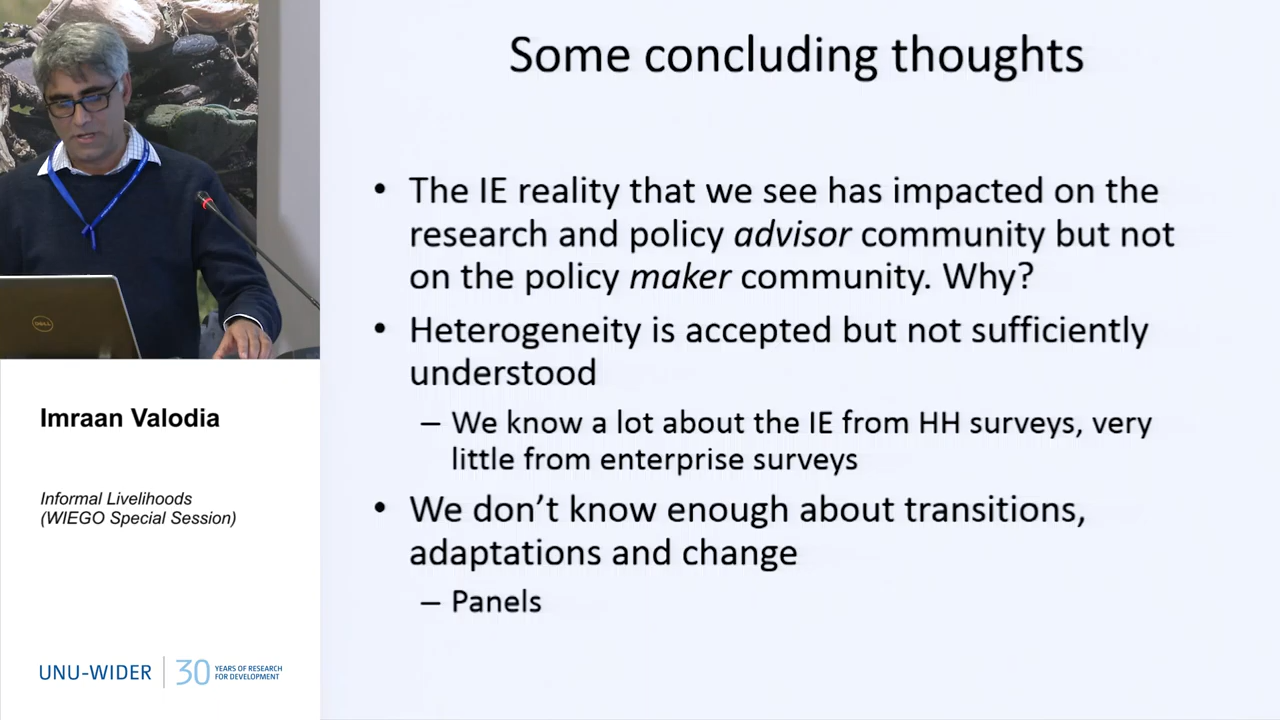 Some concluding thoughts
• The IE reality that we see has impacted on the
research and policy advisor community but not
on the policy maker community. Why?
• Heterogeneity is accepted but not sufficiently
understood
– We know a lot about the IE from HH surveys, very
little from enterprise surveys
• We don’t know enough about transitions,
adaptations and change
– Panels
DELL
Imraan Valodia
Informal Livelihoods
(WIEGO Special Session)
UNU-WIDER
30
YEARS OF RESEARCH
FOR DEVELOPMENT